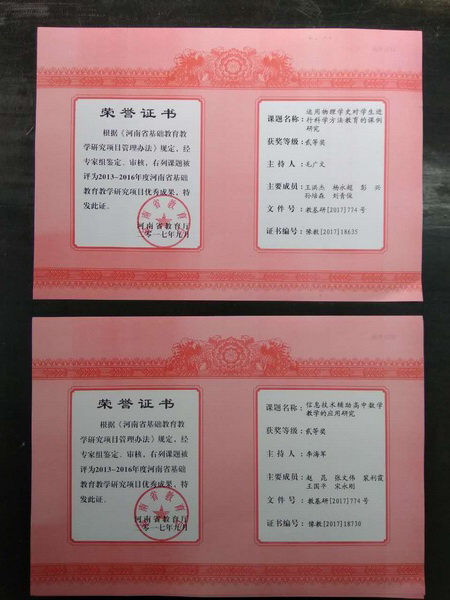 荣誉证书
根据《河南省基础教育教
学研究项目管理办法》规定，经
专家组鉴定、审核，右列课题被
评为2013-2016年度河南省基础
教育教学研究项目优秀成果，特
发此证。
河南省教育厅
二零一七年九月
课题名称：运用物理学史对学生进
行科学方法教育的课例
研究
获奖等级：贰等奖
主持人：毛广文
主要成员：王洪杰 杨永超 彭兴
孙培森 刘青保
文件号：教基研[2017]774号
证书编号：豫教[2017]18635
荣誉证书
根据《河南省基础教育教
学研究项目管理办法》规定，经
专家组鉴定、审核，右列课题被
评为2013-2016年度河南省基础
教育教学研究项目优秀成果，特
发此证。
河南省教育厅
二零一七年九月
课题名称：信息技术辅助高中数学
教学的应用研究
获奖等级：贰等奖
主持人：李海军
主要成员：赵昆 张文伟 裴利霞
王国平 宋永刚
文件号：教基研[2017]774号
证书编号：豫教[2017]18730